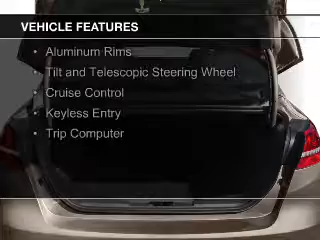 VEHICLE FEATURES
• Aluminum Rims
• Tilt and Telescopic Steering Wheel
• Cruise Control
• Keyless Entry
• Trip Computer